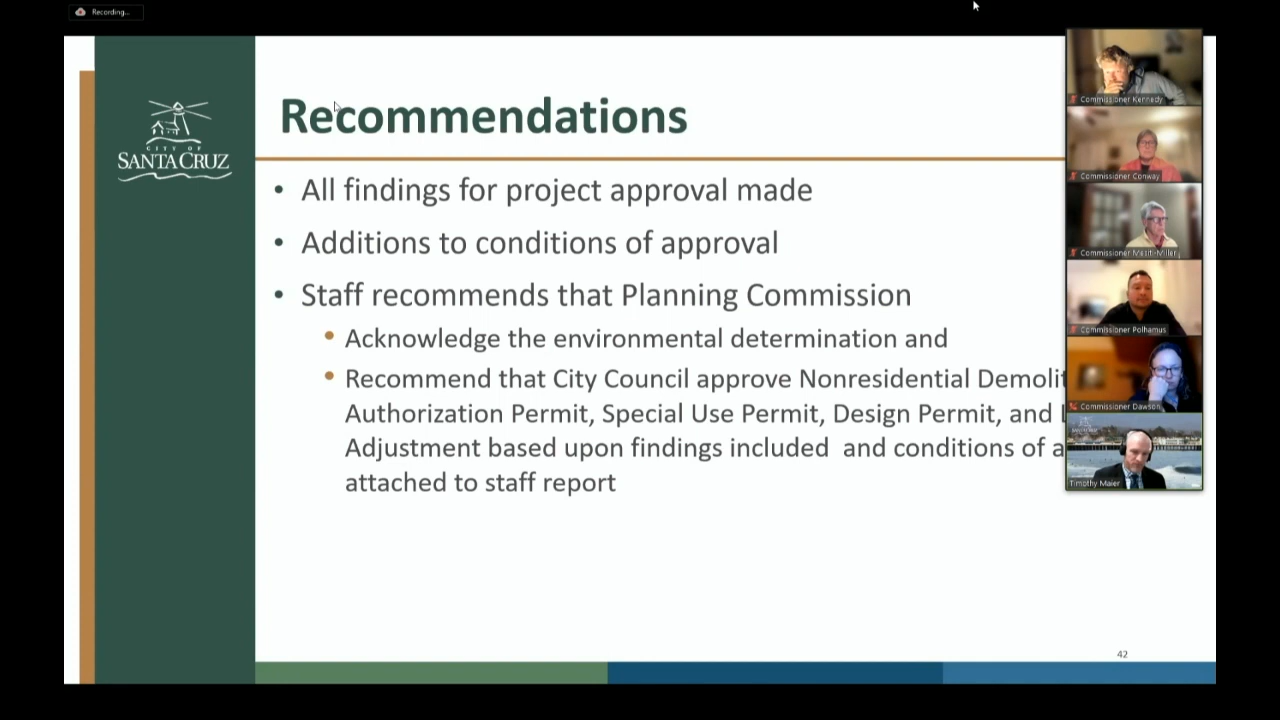 Recording...
CITY OF
SANTA CRUZ
Recommendations
• All findings for project approval made
• Additions to conditions of approval
• Staff recommends that Planning Commission
• Acknowledge the environmental determination and
• Recommend that City Council approve Nonresidential Demolit
Authorization Permit, Special Use Permit, Design Permit, and
Adjustment based upon findings included and conditions of a
attached to staff report
42
Commissioner Kennedy
Commissioner Conway
Commissioner
Commissioner Polhamus
Commissioner Dawson
Timothy Maier